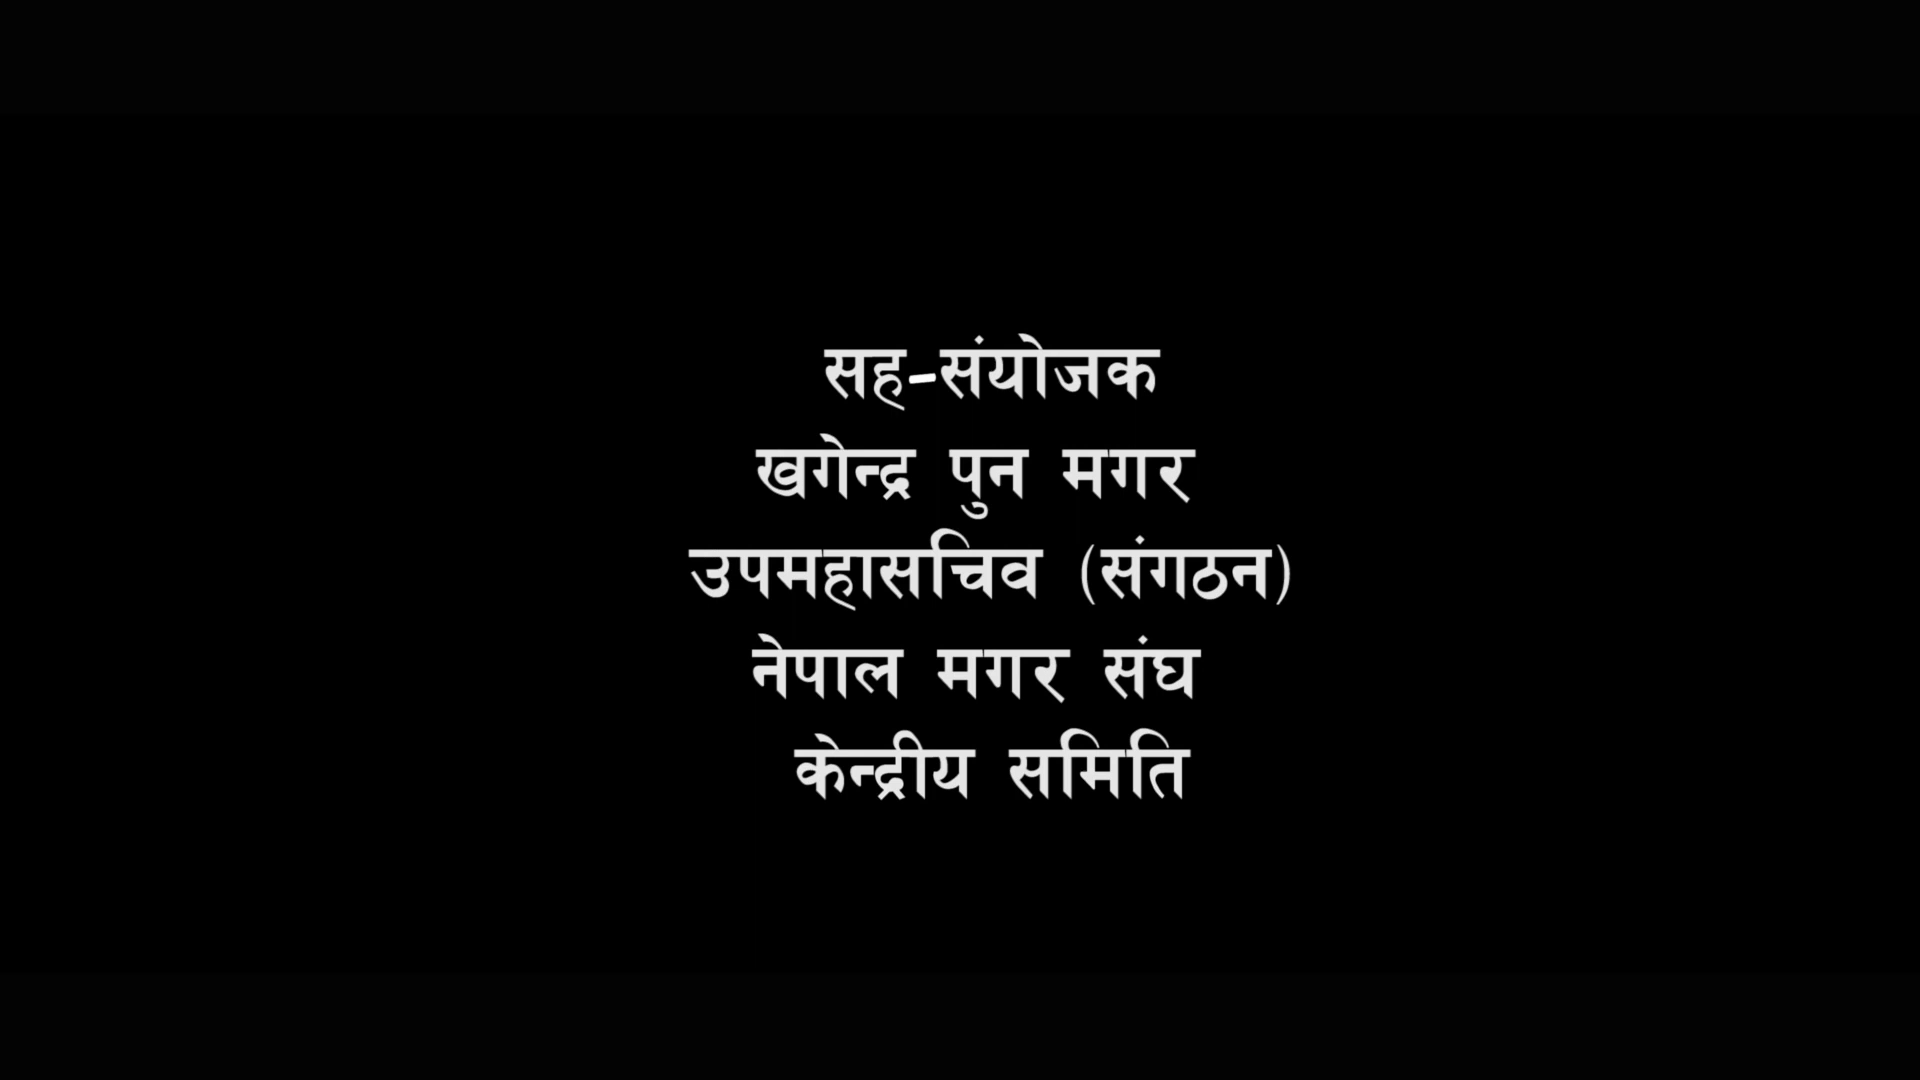 सह-संयोजक
खगेन्द्र पुन मगर
उपमहासचिव (संगठन)
नेपाल मगर संघ
केन्द्रीय समिति